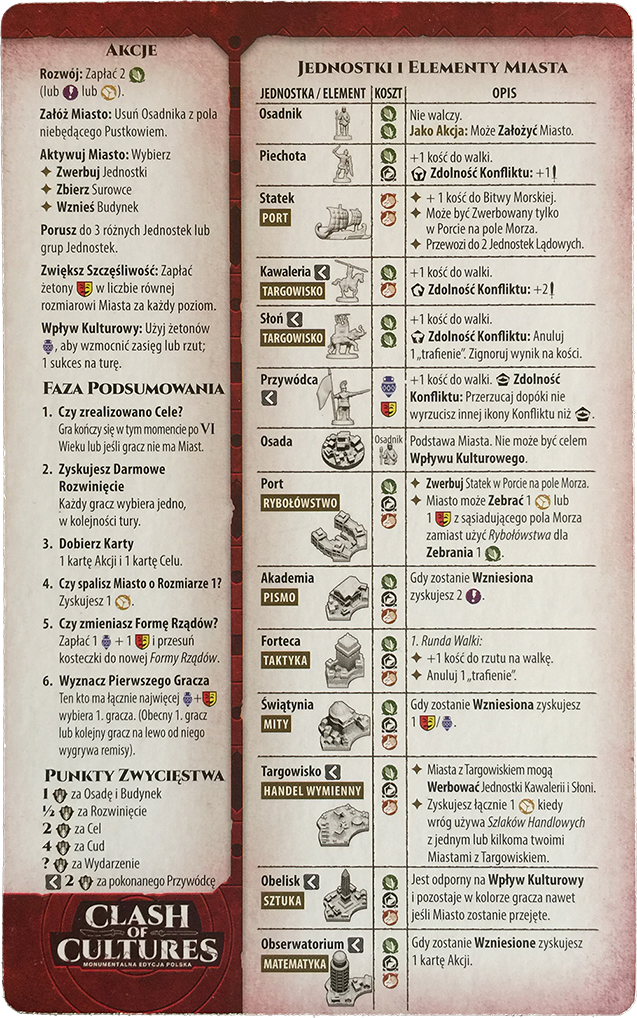 AKCJE
Rozwój: Zapłać 2
(lub lub ).
Załóż Miasto: Usuń Osadnika z pola
niebędącego Pustkowiem.
Aktywuj Miasto: Wybierz
Zwerbuj Jednostki
Zbierz Surowce
Wznieś Budynek
Porusz do 3 różnych Jednostek lub
grup Jednostek.
Zwiększ Szczęśliwość: Zapłać
żetony w liczbie równej
rozmiarowi Miasta za każdy poziom.
Wpływ Kulturowy: Użyj żetonów
, aby wzmocnić zasięg lub rzut;
1 sukces na turę.
FAZA PODSUMOWANIA
1. Czy zrealizowano Cele?
Gra kończy się w tym momencie po VI
Wieku lub jeśli gracz nie ma Miast.
2. Zyskujesz Darmowe
Rozwinięcie
Każdy gracz wybiera jedno,
w kolejności tury.
3. Dobierz Karty
1 kartę Akcji i 1 kartę Celu.
4. Czy spalisz Miasto o Rozmiarze 1?
Zyskujesz 1 .
5. Czy zmieniasz Formę Rządów?
Zapłać 1 + 1 i przesuń
kosteczki do nowej Formy Rządów.
6. Wyznacz Pierwszego Gracza
Ten kto ma łącznie najwięcej +
wybiera 1. gracza. (Obecny 1. gracz
lub kolejny gracz na lewo od niego
wygrywa remisy).
PUNKTY ZWYCIĘSTWA
1 za Osadę i Budynek
½ za Rozwinięcie
2 za Cel
4 za Cud
? za Wydarzenie
2 za pokonanego Przywódcę
CLASH
OF
CULTURES
MONUMENTALNA EDYCJA POLSKA
JEDNOSTKI I ELEMENTY MIASTA
JEDNOSTKA / ELEMENT KOSZT OPIS
Osadnik
Nie walczy.
Jako Akcja: Może Założyć Miasto.
Piechota
+1 kość do walki.
Zdolność Konfliktu: +1
Statek
PORT
+ 1 kość do Bitwy Morskiej.
Może być Zwerbowany tylko
w Porcie na pole Morza.
Przewozi do 2 Jednostek Lądowych.
Kawaleria
TARGOWISKO
+1 kość do walki.
Zdolność Konfliktu: +2
Słoń
TARGOWISKO
+1 kość do walki.
Zdolność Konfliktu: Anuluj
1 „trafienie”. Zignoruj wynik na kości.
Przywódca
+1 kość do walki. Zdolność
Konfliktu: Przerzucaj dopóki nie
wyrzucisz innej ikony Konfliktu niż .
Osada
Osadnik
Podstawa Miasta. Nie może być celem
Wpływu Kulturowego.
Port
RYBOŁÓWSTWO
Zwerbuj Statek w Porcie na pole Morza.
Miasto może Zebrać 1 lub
1 z sąsiadującego pola Morza
zamiast użyć Rybołówstwa dla
Zebrania 1 .
Akademia
PISMO
Gdy zostanie Wzniesiona
zyskujesz 2 .
Forteca
TAKTYKA
1. Runda Walki:
+1 kość do rzutu na walkę.
Anuluj 1 „trafienie”.
Świątynia
MITY
Gdy zostanie Wzniesiona zyskujesz
1 / .
Targowisko
HANDEL WYMIENNY
Miasta z Targowiskiem mogą
Werbować Jednostki Kawalerii i Słoni.
Zyskujesz łącznie 1 kiedy
wróg używa Szlaków Handlowych
z jednym lub kilkoma twoimi
Miastami z Targowiskiem.
Obelisk
SZTUKA
Jest odporny na Wpływ Kulturowy
i pozostaje w kolorze gracza nawet
jeśli Miasto zostanie przejęte.
Obserwatorium
MATEMATYKA
Gdy zostanie Wzniesione zyskujesz
1 kartę Akcji.